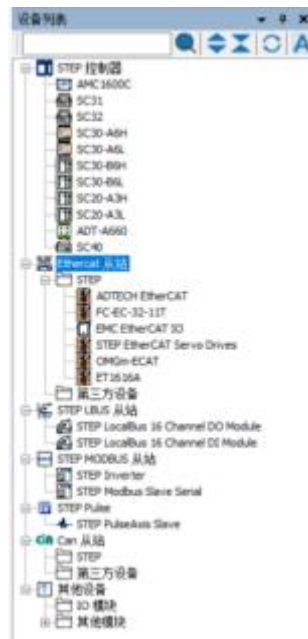 设备列表
A
STEP 控制器
AMC1600C
SC31
SC32
SC30-A6H
SC30-A6L
SC30-B6H
SC30-B6L
SC20-A3H
SC20-A3L
ADT-A660
SC40
Ethercat 从站
STEP
ADTECH EtherCAT
FC-EC-32-11T
EMC EtherCAT IO
STEP EtherCAT Servo Drives
OMGm-ECAT
ET1616A
第三方设备
STEP LBUS 从站
STEP LocalBus 16 Channel DO Module
STEP LocalBus 16 Channel DI Module
STEP MODBUS 从站
STEP Inverter
STEP Modbus Slave Serial
STEP Pulse
STEP PulseAxis Slave
Can 从站
STEP
第三方设备
其他设备
IO 模块
其他模块